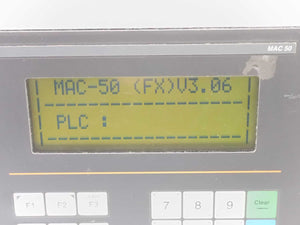 MAC 50
MAC-50 (FX)V3.06
PLC :
F1 F2 F3 7 8 9 Clear